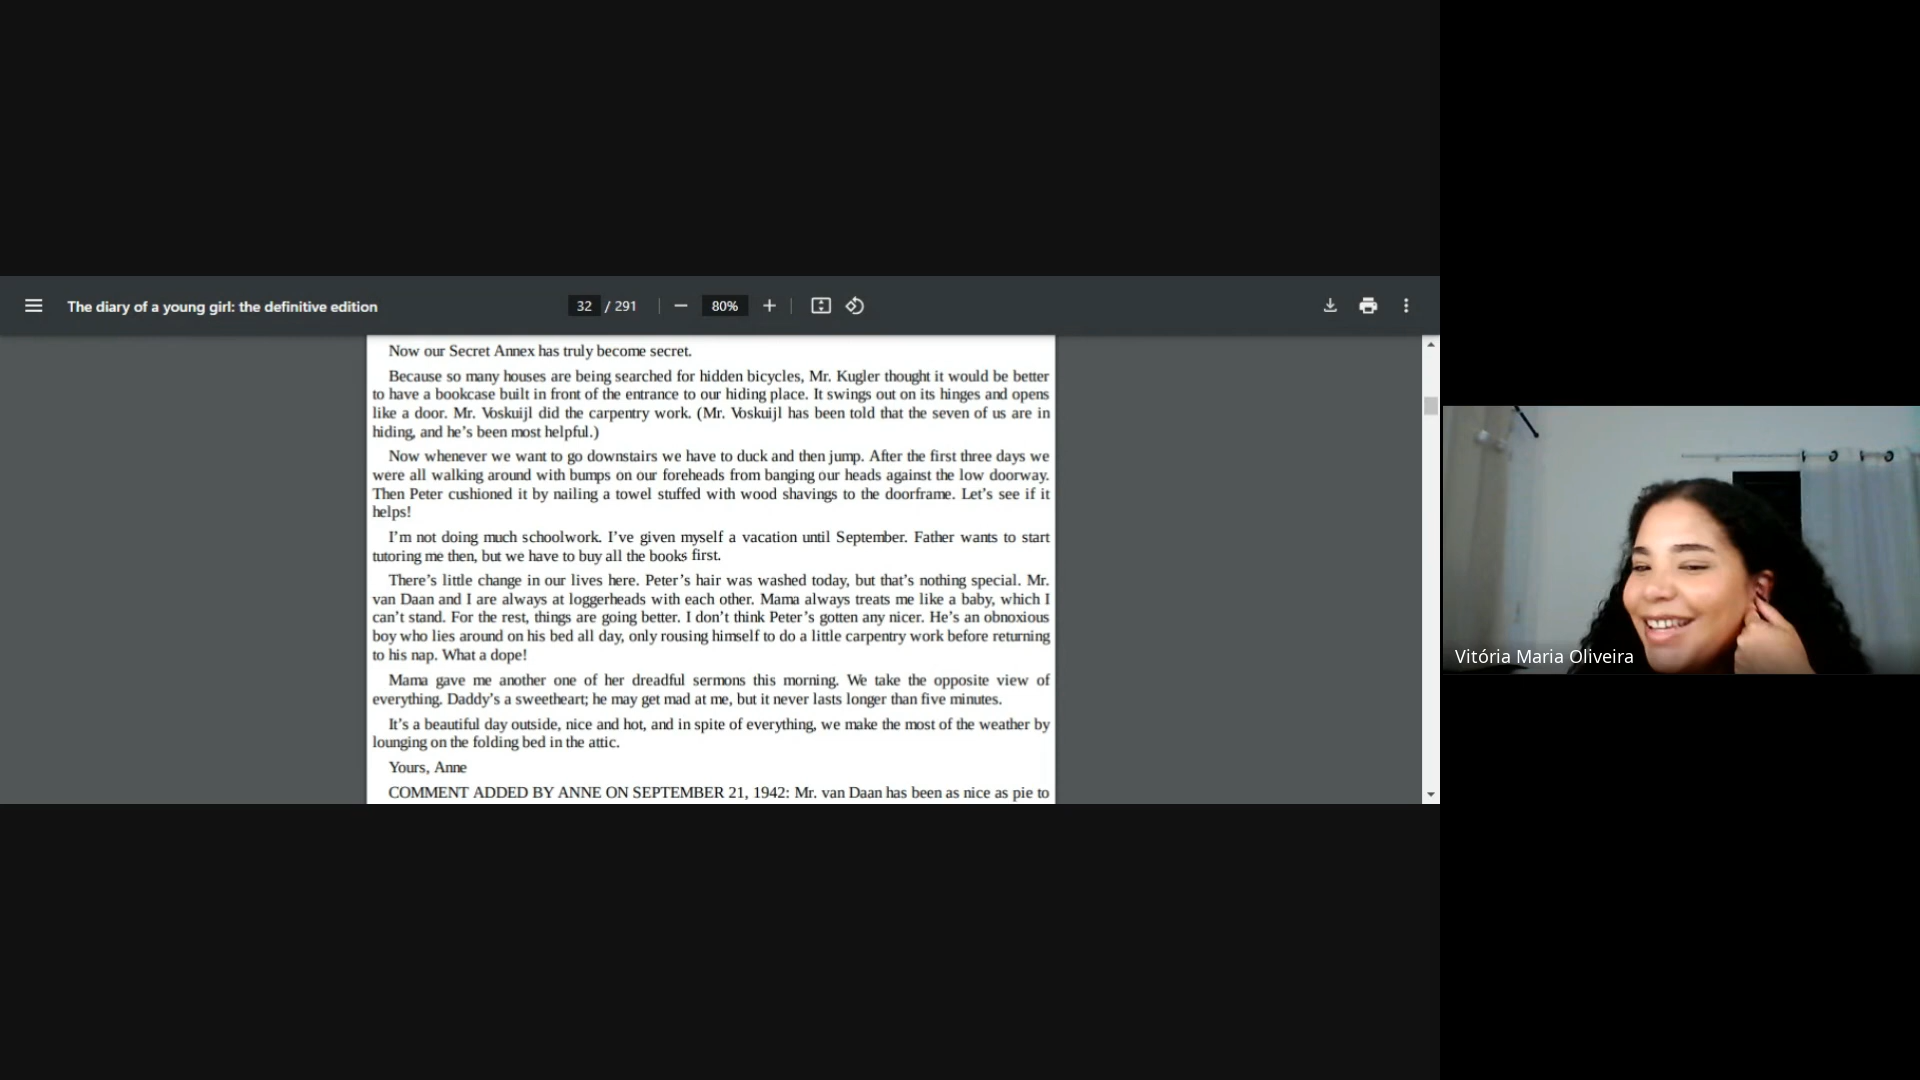 The diary of a young girl: the definitive edition
32 / 291
80%
Now our Secret Annex has truly become secret.
Because so many houses are being searched for hidden bicycles, Mr. Kugler thought it would be better
to have a bookcase built in front of the entrance to our hiding place. It swings out on its hinges and opens
like a door. Mr. Voskuijl did the carpentry work. (Mr. Voskuijl has been told that the seven of us are in
hiding, and he’s been most helpful.)
Now whenever we want to go downstairs we have to duck and then jump. After the first three days we
were all walking around with bumps on our foreheads from banging our heads against the low doorway.
Then Peter cushioned it by nailing a towel stuffed with wood shavings to the doorframe. Let’s see if it
helps!
I’m not doing much schoolwork. I’ve given myself a vacation until September. Father wants to start
tutoring me then, but we have to buy all the books first.
There’s little change in our lives here. Peter’s hair was washed today, but that’s nothing special. Mr.
van Daan and I are always at loggerheads with each other. Mama always treats me like a baby, which I
can’t stand. For the rest, things are going better. I don’t think Peter’s gotten any nicer. He’s an obnoxious
boy who lies around on his bed all day, only rousing himself to do a little carpentry work before returning
to his nap. What a dope!
Mama gave me another one of her dreadful sermons this morning. We take the opposite view of
everything. Daddy’s a sweetheart; he may get mad at me, but it never lasts longer than five minutes.
It’s a beautiful day outside, nice and hot, and in spite of everything, we make the most of the weather by
lounging on the folding bed in the attic.
Yours, Anne
COMMENT ADDED BY ANNE ON SEPTEMBER 21, 1942: Mr. van Daan has been as nice as pie to
Vitória Maria Oliveira